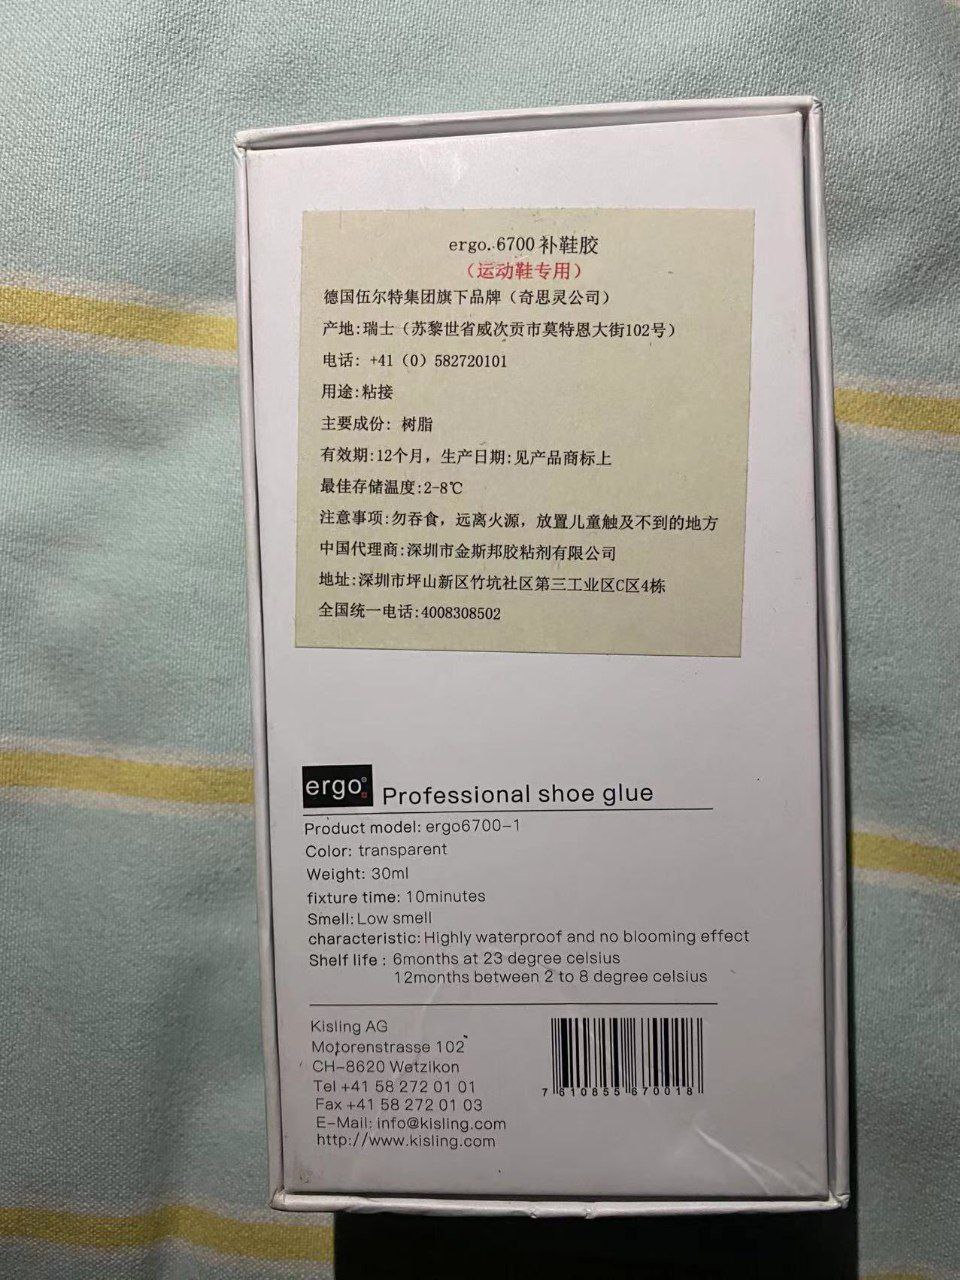 ergo.6700补鞋胶
（运动鞋专用）
德国伍尔特集团旗下品牌（奇思灵公司）
产地:瑞士（苏黎世省威次贡市莫特恩大街102号）
电话: +41（0）582720101
用途:粘接
主要成份: 树脂
有效期:12个月，生产日期:见产品商标上
最佳存储温度:2-8℃
注意事项:勿吞食，远离火源，放置儿童触及不到的地方
中国代理商:深圳市金斯邦胶粘剂有限公司
地址:深圳市坪山新区竹坑社区第三工业区C区4栋
全国统一电话:4008308502
ergo® Professional shoe glue
Product model: ergo6700-1
Color: transparent
Weight: 30ml
fixture time: 10minutes
Smell: Low smell
characteristic: Highly waterproof and no blooming effect
Shelf life : 6months at 23 degree celsius
12months between 2 to 8 degree celsius
Kisling AG
Motorenstrasse 102
CH-8620 Wetzikon
Tel +41 58 272 01 01
Fax +41 58 272 01 03
E-Mail: info@kisling.com
http://www.kisling.com
7 610855 670018